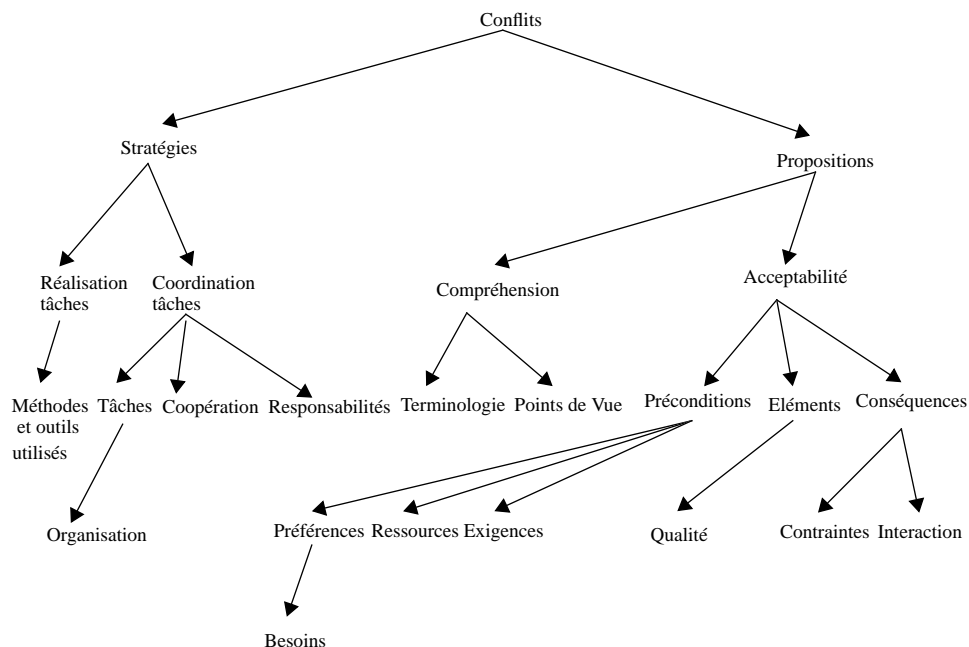 Conflits
Stratégies
Propositions
Réalisation
tâches
Coordination
tâches
Compréhension
Acceptabilité
Méthodes
et outils
utilisés
Tâches
Coopération
Responsabilités
Terminologie
Points de Vue
Préconditions
Eléments
Conséquences
Organisation
Préférences
Ressources
Exigences
Qualité
Contraintes
Interaction
Besoins